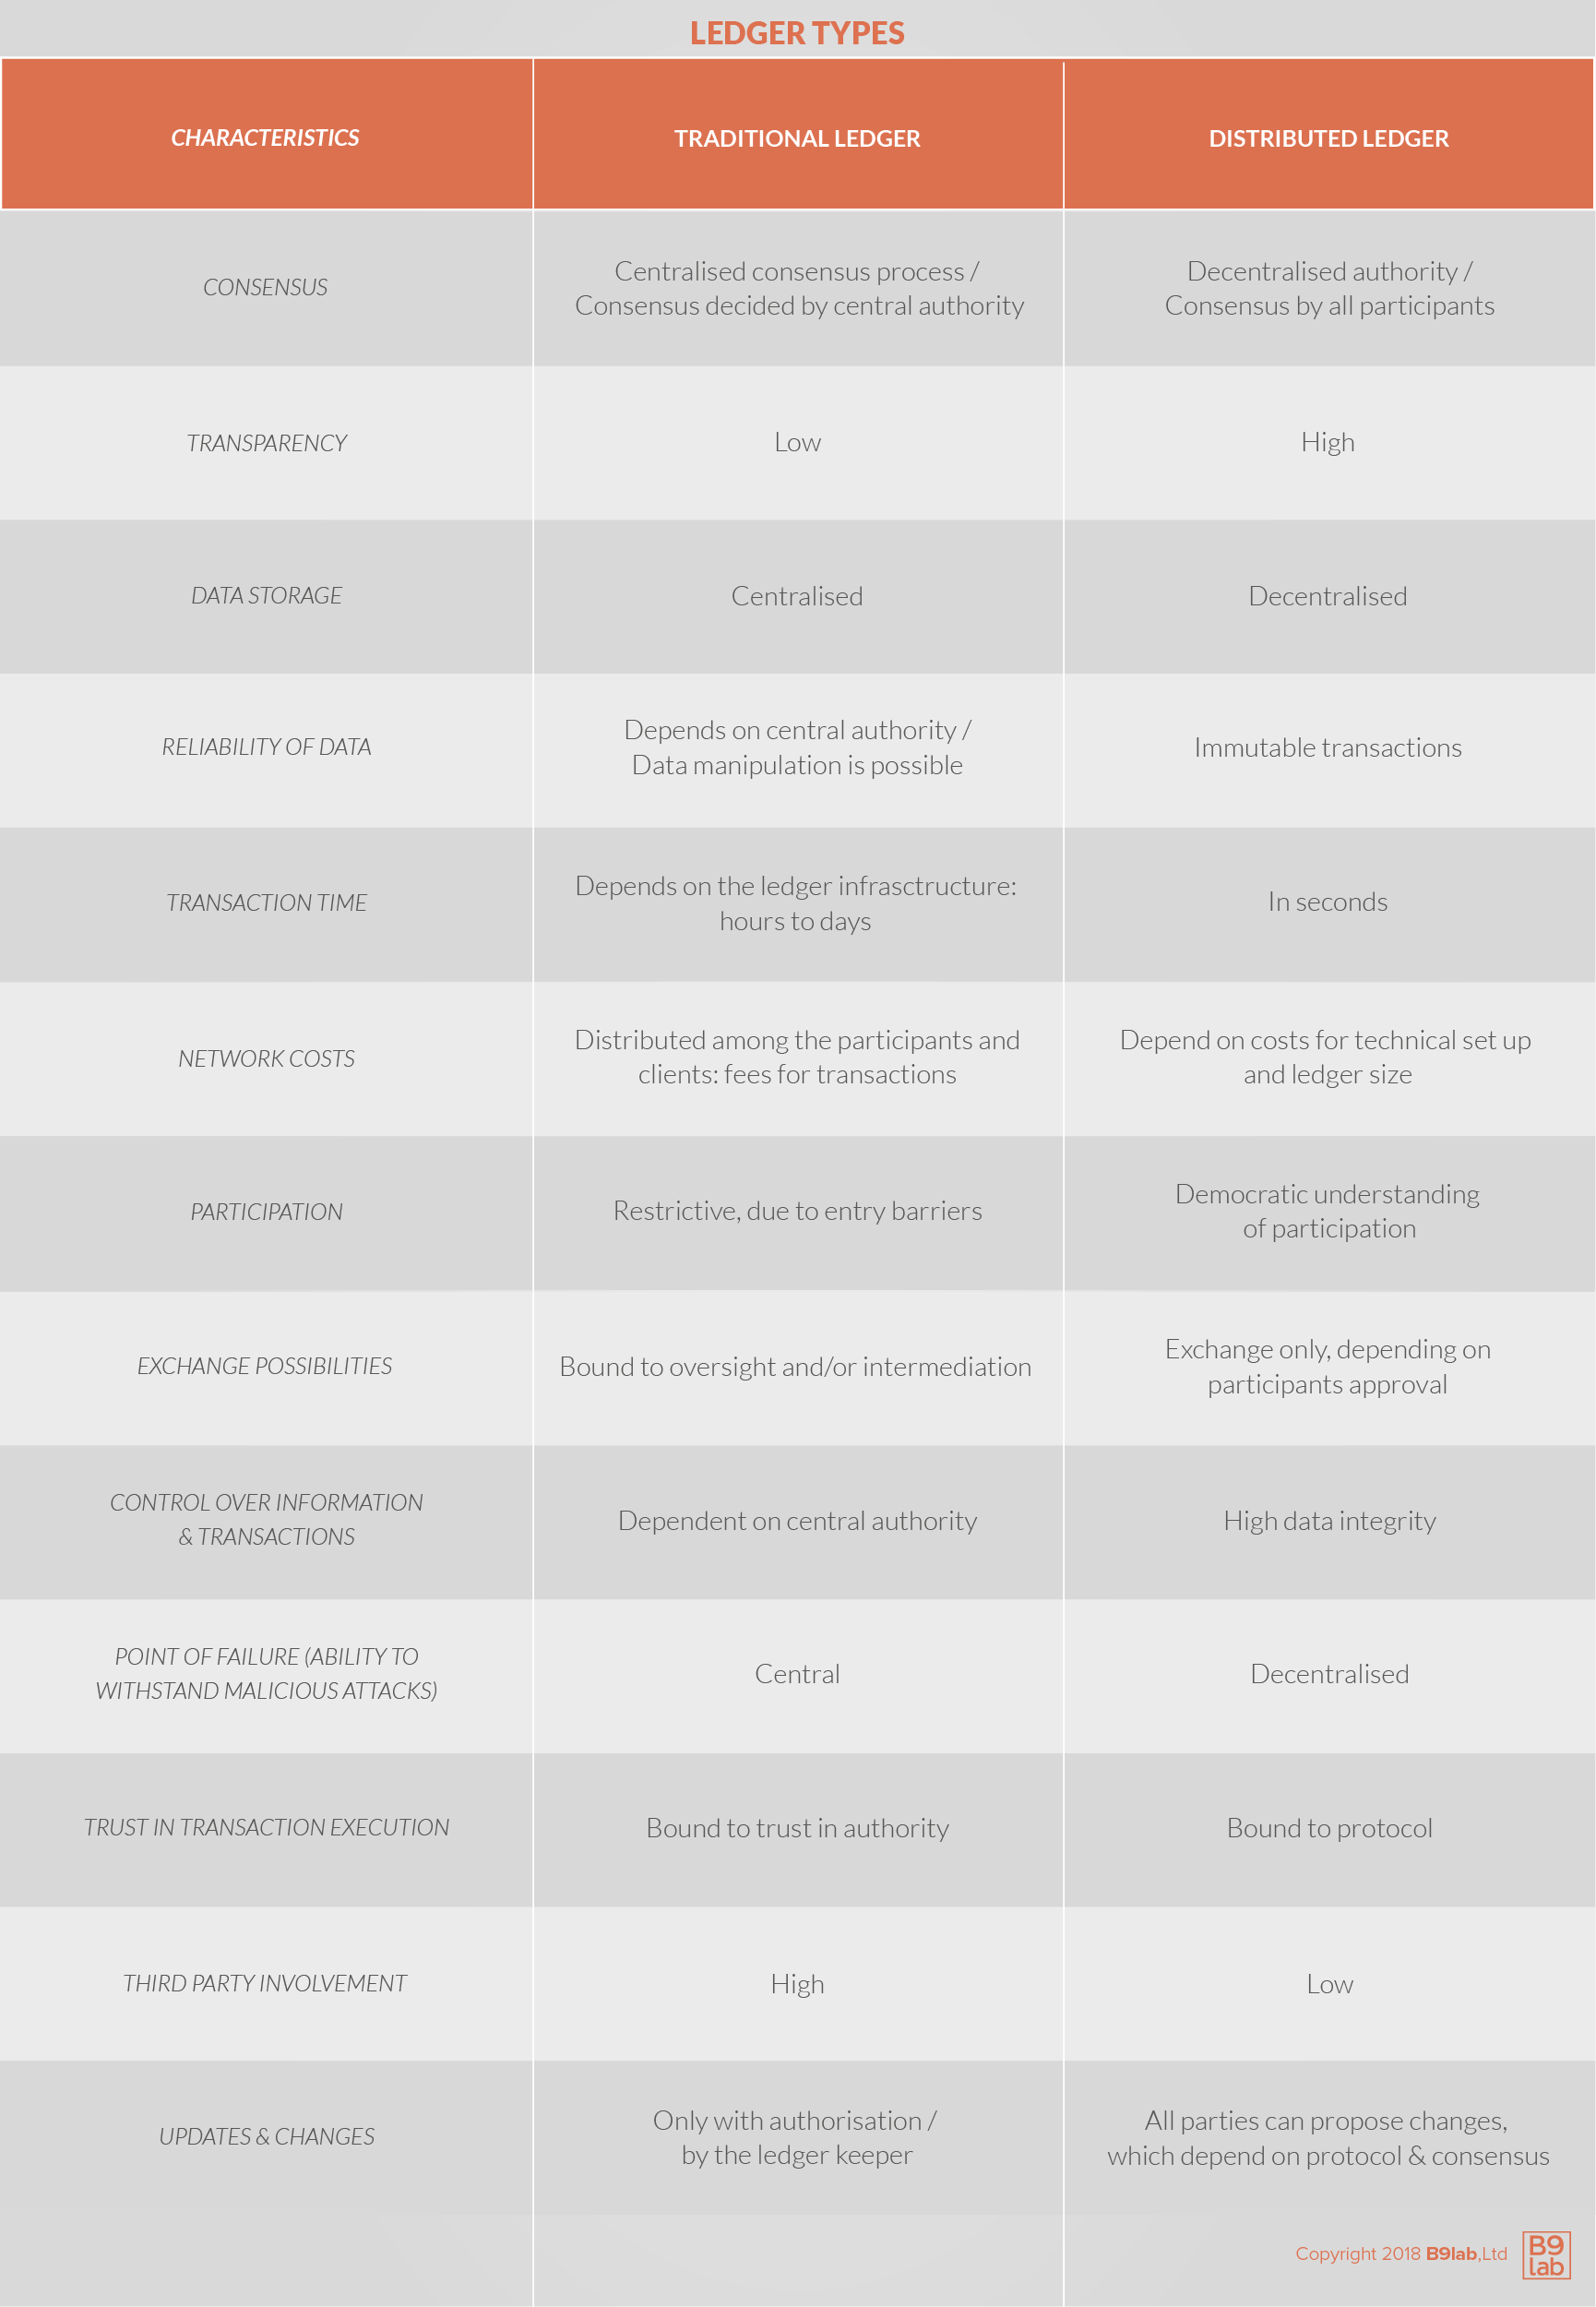 LEDGER TYPES
CHARACTERISTICS
TRADITIONAL LEDGER
DISTRIBUTED LEDGER
CONSENSUS
Centralised consensus process /
Consensus decided by central authority
Decentralised authority /
Consensus by all participants
TRANSPARENCY
Low
High
DATA STORAGE
Centralised
Decentralised
RELIABILITY OF DATA
Depends on central authority /
Data manipulation is possible
Immutable transactions
TRANSACTION TIME
Depends on the ledger infrasctructure:
hours to days
In seconds
NETWORK COSTS
Distributed among the participants and
clients: fees for transactions
Depend on costs for technical set up
and ledger size
PARTICIPATION
Restrictive, due to entry barriers
Democratic understanding
of participation
EXCHANGE POSSIBILITIES
Bound to oversight and/or intermediation
Exchange only, depending on
participants approval
CONTROL OVER INFORMATION
& TRANSACTIONS
Dependent on central authority
High data integrity
POINT OF FAILURE (ABILITY TO
WITHSTAND MALICIOUS ATTACKS)
Central
Decentralised
TRUST IN TRANSACTION EXECUTION
Bound to trust in authority
Bound to protocol
THIRD PARTY INVOLVEMENT
High
Low
UPDATES & CHANGES
Only with authorisation /
by the ledger keeper
All parties can propose changes,
which depend on protocol & consensus
Copyright 2018 B9lab,Ltd
B9
lab